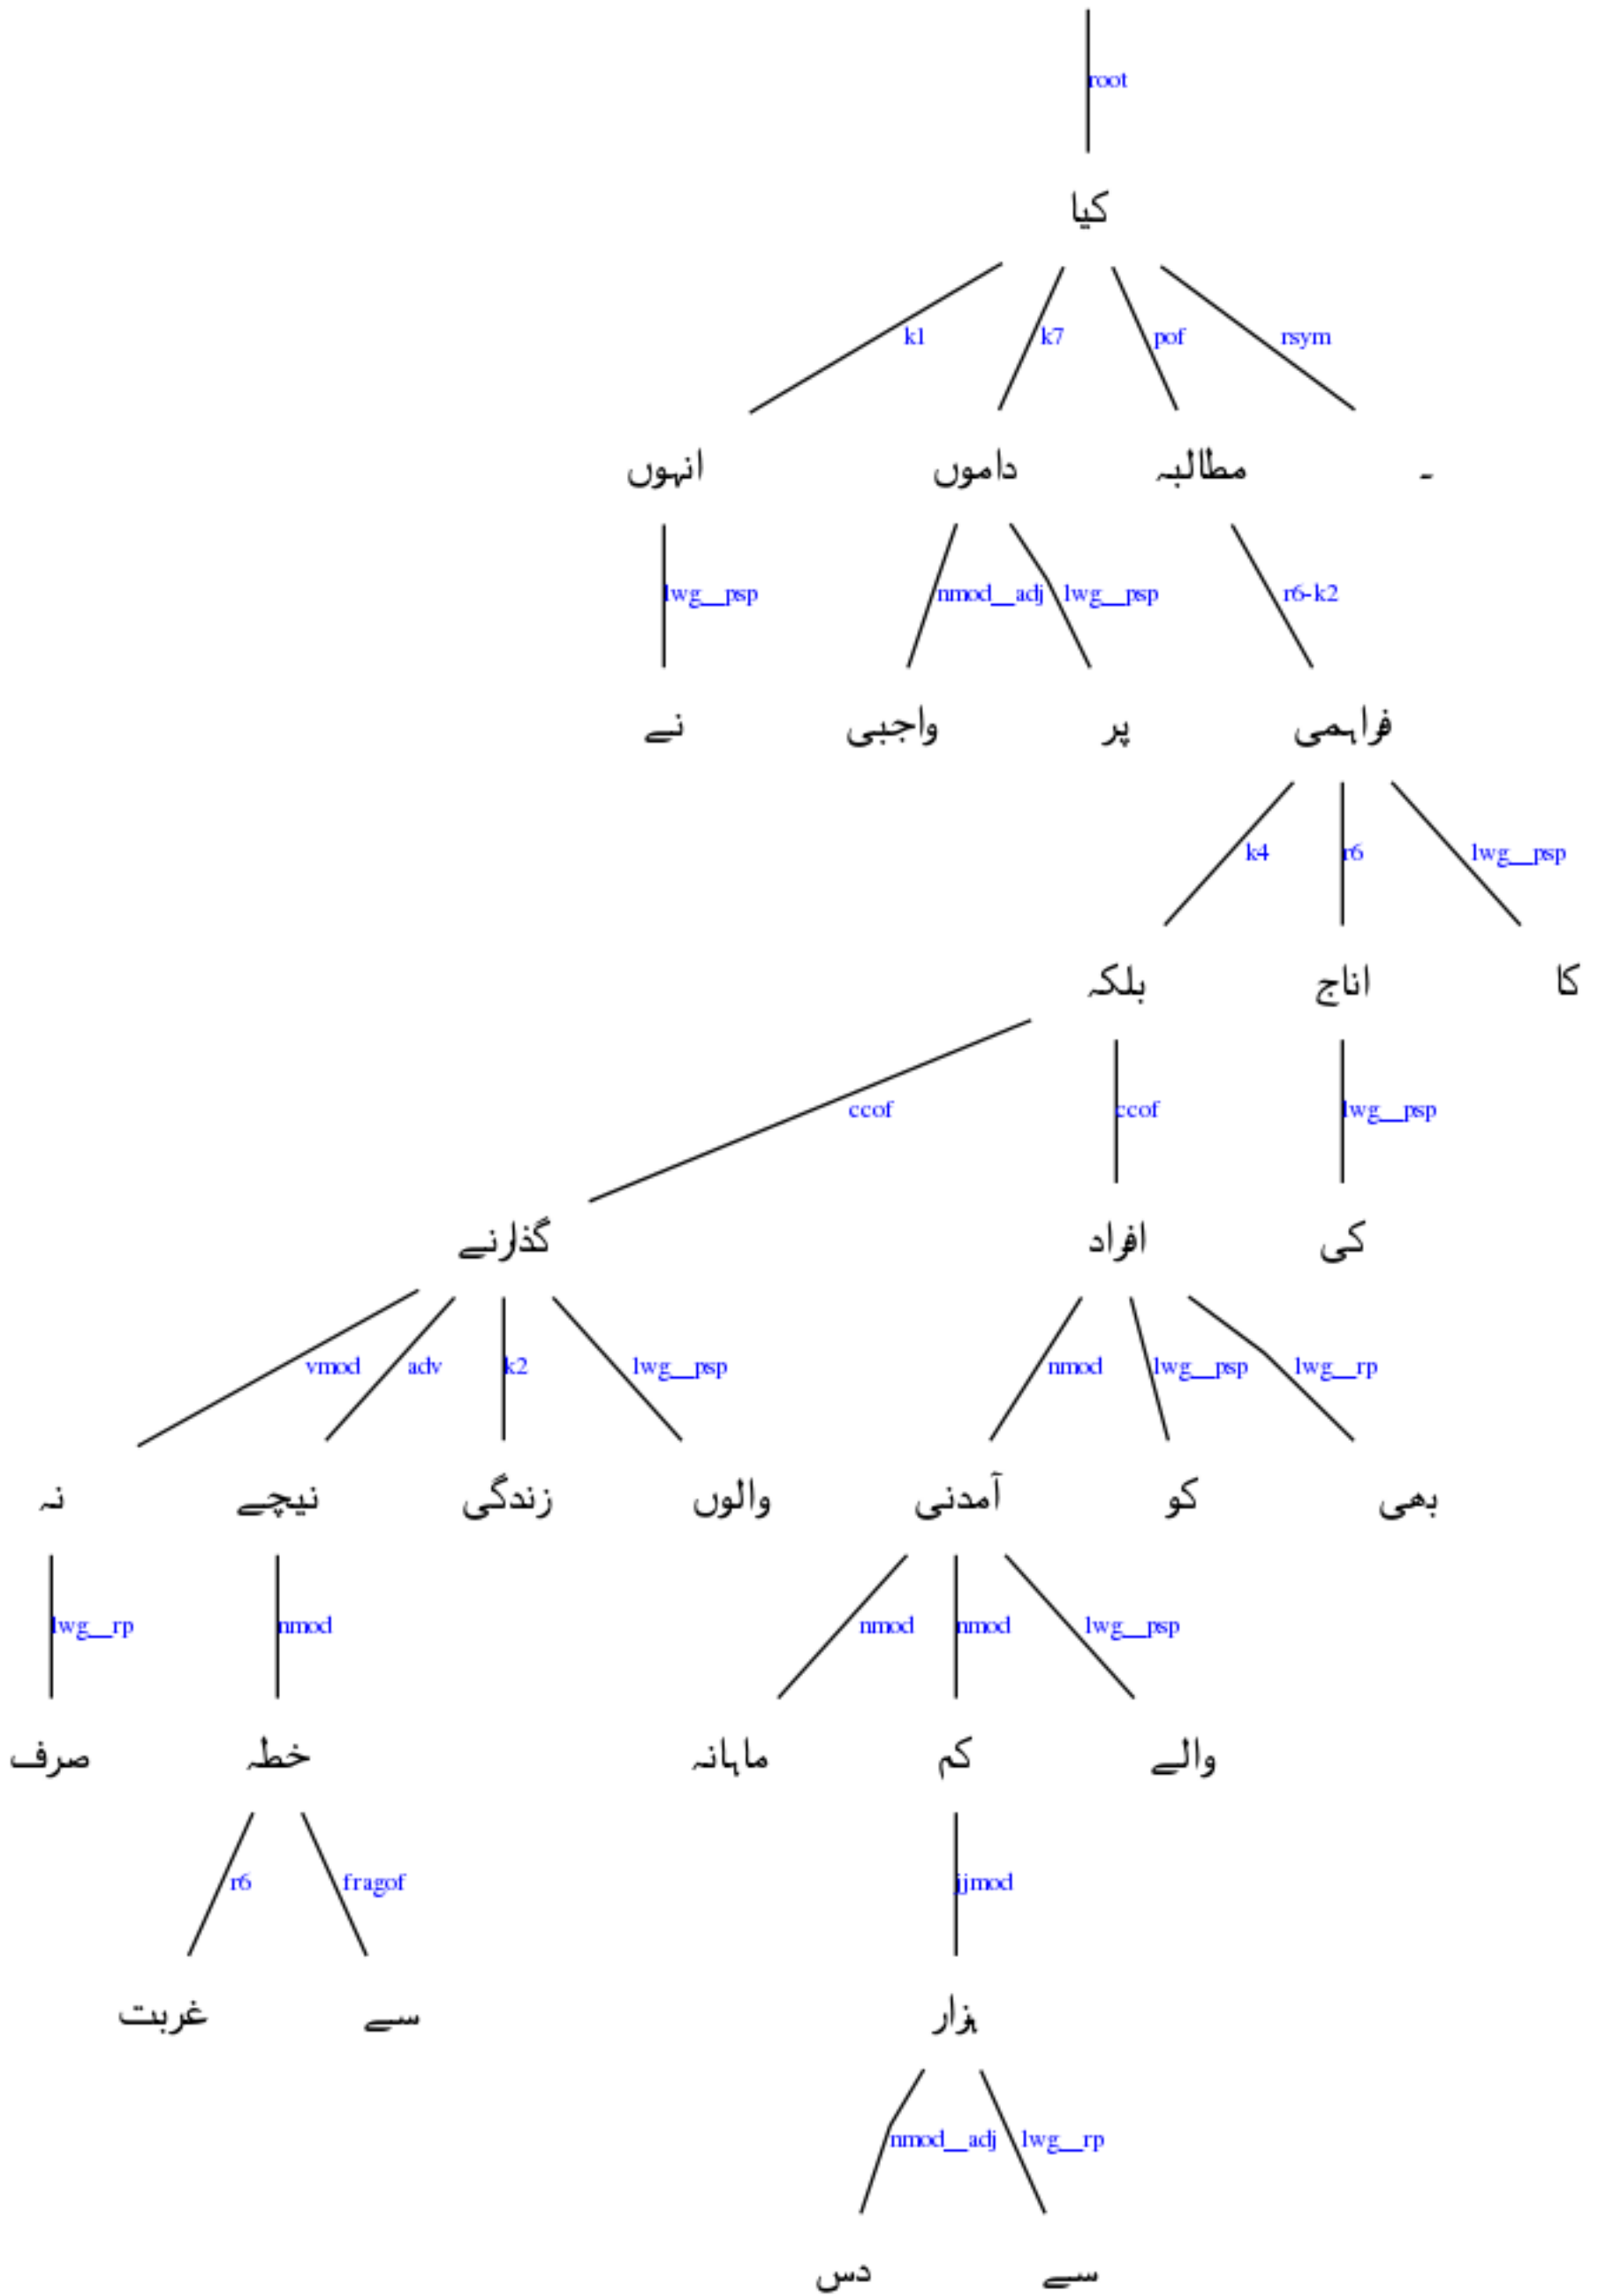 root
کیا
k1 k7 pof rsym
انہوں داموں مطالبہ ۔
lwg__psp nmod__adj lwg__psp r6-k2
نے واجبی پر فراہمی
k4 r6 lwg__psp
بلکہ اناج کا
ccof ccof lwg__psp
گذارنے افراد کی
vmod adv k2 lwg__psp nmod lwg__psp lwg__rp
نہ نیچے زندگی والوں آمدنی کو بھی
lwg__rp nmod nmod nmod lwg__psp
صرف خطہ ماہانہ کم والے
r6 fragof jjmod
غربت سے ہزار
nmod__adj lwg__rp
دس سے